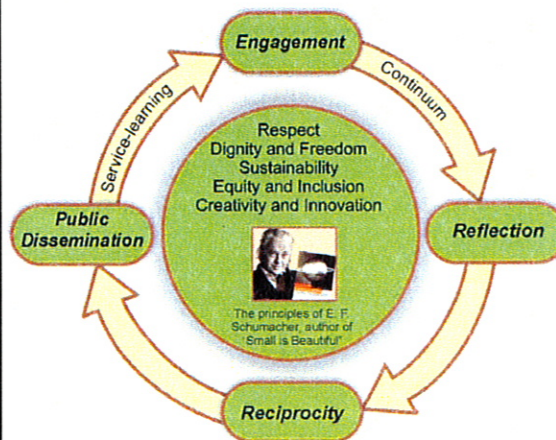 Engagement
Continuum
Service-learning
Respect
Dignity and Freedom
Sustainability
Equity and Inclusion
Creativity and Innovation
Public
Dissemination
Reflection
The principles of E. F.
Schumacher, author of
'Small is Beautiful'
Reciprocity